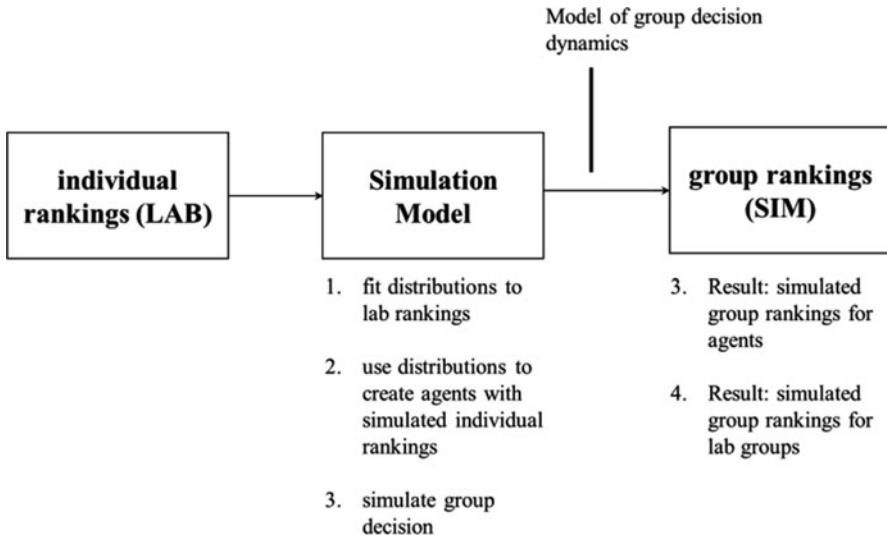 Model of group decision
dynamics
individual
rankings (LAB)
Simulation
Model
group rankings
(SIM)
1. fit distributions to
lab rankings
2. use distributions to
create agents with
simulated individual
rankings
3. simulate group
decision
3. Result: simulated
group rankings for
agents
4. Result: simulated
group rankings for
lab groups